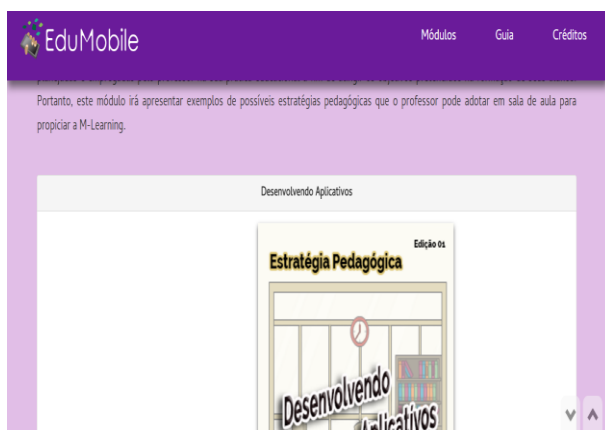 EduMobile
Módulos Guia Créditos
Portanto, este módulo irá apresentar exemplos de possíveis estratégias pedagógicas que o professor pode adotar em sala de aula para
propiciar a M-Learning.
Desenvolvendo Aplicativos
Edição 01
Estratégia Pedagógica
Desenvolvendo
Aplicativos